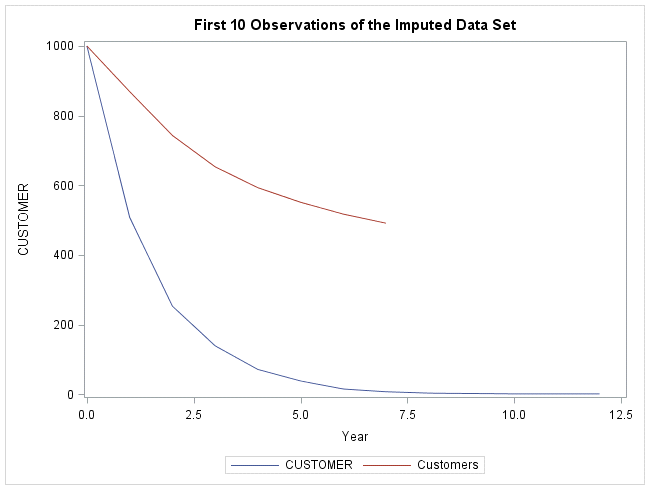 First 10 Observations of the Imputed Data Set
1000
800
600
400
200
0
CUSTOMER
0.0 2.5 5.0 7.5 10.0 12.5
Year
CUSTOMER Customers